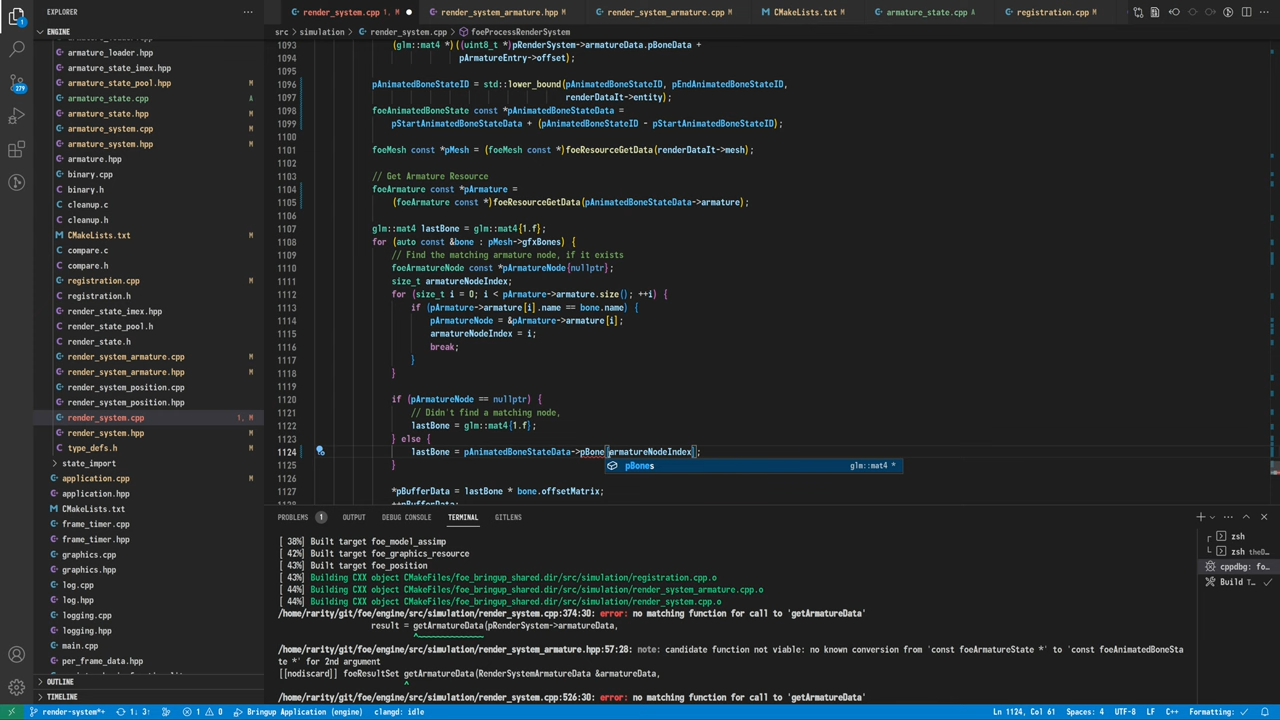 EXPLORER
ENGINE
armature_loader.cpp
armature_loader.hpp
armature_state_imex.hpp
armature_state_pool.hpp M
armature_state.cpp A
armature_state.hpp M
armature_system.cpp M
armature_system.hpp M
armature.hpp
binary.cpp
binary.h
cleanup.c
cleanup.h
CMakeLists.txt M
compare.c
compare.h
registration.cpp M
registration.h
render_state_imex.hpp
render_state_pool.h
render_state.h
render_system_armature.cpp M
render_system_armature.hpp M
render_system_position.cpp
render_system_position.hpp
render_system.cpp 1, M
render_system.hpp M
type_defs.h M
state_import
application.cpp M
application.hpp M
CMakeLists.txt M
frame_timer.cpp
frame_timer.hpp
graphics.cpp
graphics.hpp
log.cpp
log.hpp
logging.cpp
logging.hpp
main.cpp
per_frame_data.hpp
OUTLINE
TIMELINE
279
render_system.cpp 1, M
render_system_armature.hpp M
render_system_armature.cpp M
CMakeLists.txt M
armature_state.cpp A
registration.cpp M
src > simulation > render_system.cpp > foeProcessRenderSystem
1093 (glm::mat4 *)((uint8_t *)pRenderSystem->armatureData.pBoneData +
1094 pArmatureEntry->offset);
1095
1096 pAnimatedBoneStateID = std::lower_bound(pAnimatedBoneStateID, pEndAnimatedBoneStateID,
1097 renderDataIt->entity);
1098 foeAnimatedBoneState const *pAnimatedBoneStateData =
1099 pStartAnimatedBoneStateData + (pAnimatedBoneStateID - pStartAnimatedBoneStateID);
1100
1101 foeMesh const *pMesh = (foeMesh const *)foeResourceGetData(renderDataIt->mesh);
1102
1103 // Get Armature Resource
1104 foeArmature const *pArmature =
1105 (foeArmature const *)foeResourceGetData(pAnimatedBoneStateData->armature);
1106
1107 glm::mat4 lastBone = glm::mat4{1.f};
1108 for (auto const &bone : pMesh->gfxBones) {
1109 // Find the matching armature node, if it exists
1110 foeArmatureNode const *pArmatureNode{nullptr};
1111 size_t armatureNodeIndex;
1112 for (size_t i = 0; i < pArmature->armature.size(); ++i) {
1113 if (pArmature->armature[i].name == bone.name) {
1114 pArmatureNode = &pArmature->armature[i];
1115 armatureNodeIndex = i;
1116 break;
1117 }
1118 }
1119
1120 if (pArmatureNode == nullptr) {
1121 // Didn't find a matching node,
1122 lastBone = glm::mat4{1.f};
1123 } else {
1124 lastBone = pAnimatedBoneStateData->pBone[armatureNodeIndex];
pBones glm::mat4 *
1125 }
1127 *pBufferData = lastBone * bone.offsetMatrix;
1128 ++pBufferData;
PROBLEMS 1 OUTPUT DEBUG CONSOLE TERMINAL GITLENS
[ 38%] Built target foe_model_assimp
[ 42%] Built target foe_graphics_resource
[ 43%] Built target foe_position
[ 43%] Building CXX object CMakeFiles/foe_bringup_shared.dir/src/simulation/registration.cpp.o
[ 44%] Building CXX object CMakeFiles/foe_bringup_shared.dir/src/simulation/render_system_armature.cpp.o
[ 44%] Building CXX object CMakeFiles/foe_bringup_shared.dir/src/simulation/render_system.cpp.o
/home/rarity/git/foe/engine/src/simulation/render_system.cpp:374:30: error: no matching function for call to 'getArmatureData'
result = getArmatureData(pRenderSystem->armatureData,
^~~~~~~~~~~~~~~
/home/rarity/git/foe/engine/src/simulation/render_system_armature.hpp:57:28: note: candidate function not viable: no known conversion from 'const foeArmatureState *' to 'const foeAnimatedBoneSta
te *' for 2nd argument
[[nodiscard]] foeResultSet getArmatureData(RenderSystemArmatureData &armatureData,
^
/home/rarity/git/foe/engine/src/simulation/render_system.cpp:526:30: error: no matching function for call to 'getArmatureData'
zsh
zsh theD...
cppdbg: fo...
Build T...
render-system*+ 1↓ 3↑ 1 0 Bringup Application (engine) clangd: idle Ln 1124, Col 61 Spaces: 4 UTF-8 LF C++ Formatting: ✓